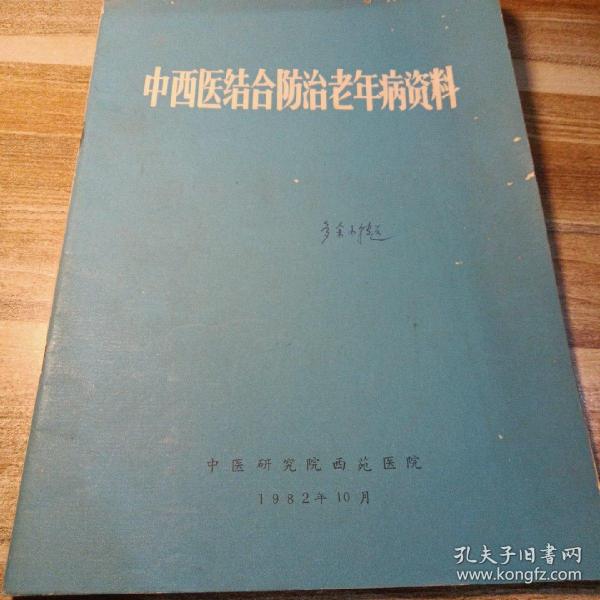 中西医结合防治老年病资料
中医研究院西苑医院
1982年10月
孔夫子旧书网
www.kongfz.com